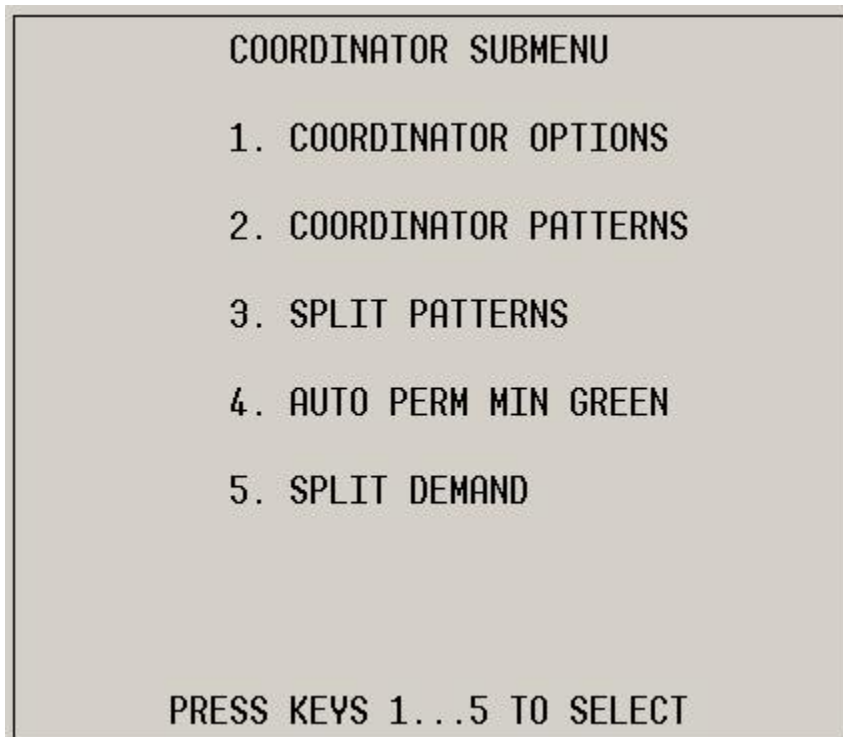 COORDINATOR SUBMENU
1. COORDINATOR OPTIONS
2. COORDINATOR PATTERNS
3. SPLIT PATTERNS
4. AUTO PERM MIN GREEN
5. SPLIT DEMAND
PRESS KEYS 1...5 TO SELECT